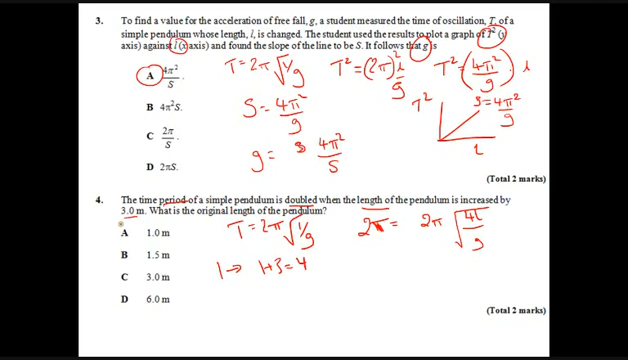 3. To find a value for the acceleration of free fall, g, a student measured the time of oscillation, T, of a
simple pendulum whose length, l, is changed. The student used the results to plot a graph of T² (y
axis) against l (x axis) and found the slope of the line to be S. It follows that g is
A 4π²/S .
B 4π²S.
C 2π/S
D 2πS.
T = 2π √l/g T² = (2π)² l/g T² = (4π²/g) . l
S = 4π²/g
T² S = 4π²/g
l
g = 4π²/S
(Total 2 marks)
4. The time period of a simple pendulum is doubled when the length of the pendulum is increased by
3.0 m. What is the original length of the pendulum?
A 1.0 m
B 1.5 m
C 3.0 m
D 6.0 m
T = 2π √l/g 2T = 2π √4l/g
l → l + 3 = 4
(Total 2 marks)